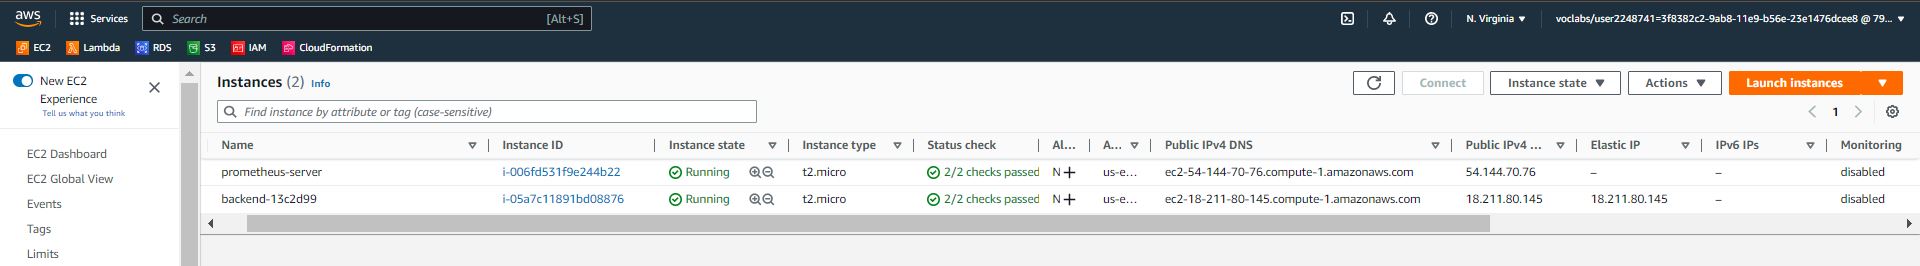 aws Services Search [Alt+S] N. Virginia voclabs/user2248741=3f8382c2-9ab8-11e9-b56e-23e1476dcee8 @ 79...
EC2 Lambda RDS S3 IAM CloudFormation
New EC2
Experience
Tell us what you think
EC2 Dashboard
EC2 Global View
Events
Tags
Limits
Instances (2) Info Connect Instance state Actions Launch instances
Find instance by attribute or tag (case-sensitive) 1
Name Instance ID Instance state Instance type Status check Al... A... Public IPv4 DNS Public IPv4 ... Elastic IP IPv6 IPs Monitoring
prometheus-server i-006fd531f9e244b22 Running t2.micro 2/2 checks passed N us-e... ec2-54-144-70-76.compute-1.amazonaws.com 54.144.70.76 – – disabled
backend-13c2d99 i-05a7c11891bd08876 Running t2.micro 2/2 checks passed N us-e... ec2-18-211-80-145.compute-1.amazonaws.com 18.211.80.145 18.211.80.145 – disabled